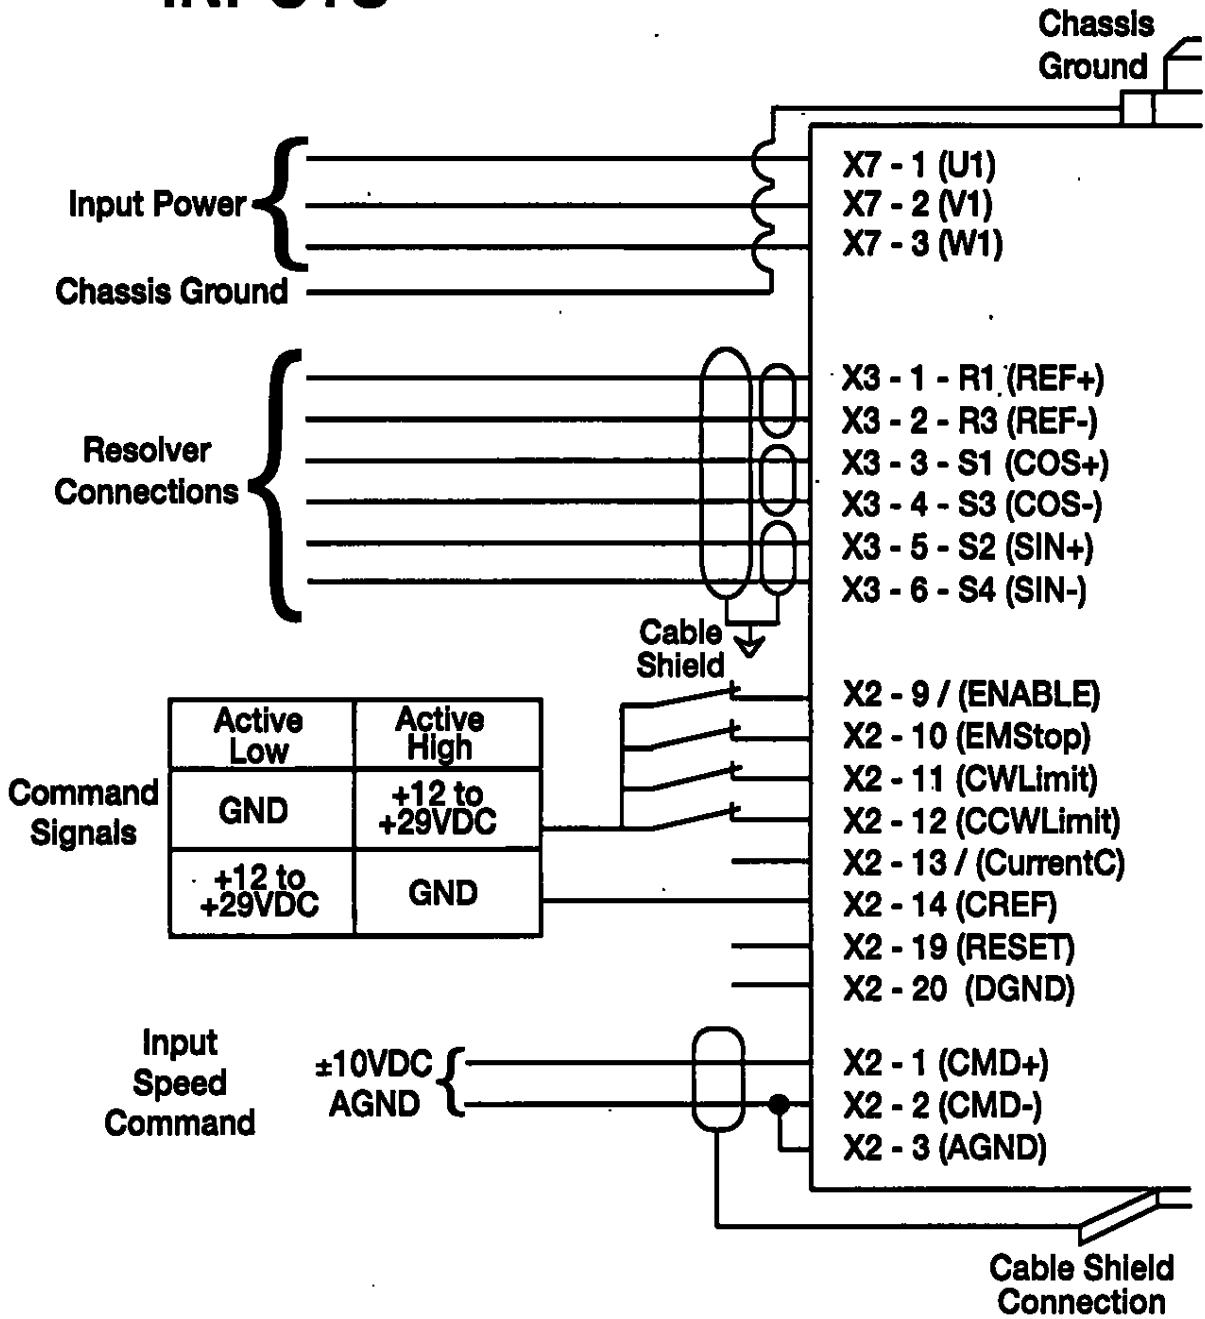 INPUTS
Chassis
Ground
X7 - 1 (U1)
Input Power
X7 - 2 (V1)
X7 - 3 (W1)
Chassis Ground
X3 - 1 - R1 (REF+)
X3 - 2 - R3 (REF-)
Resolver
Connections
X3 - 3 - S1 (COS+)
X3 - 4 - S3 (COS-)
X3 - 5 - S2 (SIN+)
X3 - 6 - S4 (SIN-)
Cable
Shield
Command
Signals
Active
Low
Active
High
GND
+12 to
+29VDC
+12 to
+29VDC
GND
X2 - 9 / (ENABLE)
X2 - 10 (EMStop)
X2 - 11 (CWLimit)
X2 - 12 (CCWLimit)
X2 - 13 / (CurrentC)
X2 - 14 (CREF)
X2 - 19 (RESET)
X2 - 20 (DGND)
Input
Speed
Command
±10VDC
AGND
X2 - 1 (CMD+)
X2 - 2 (CMD-)
X2 - 3 (AGND)
Cable Shield
Connection